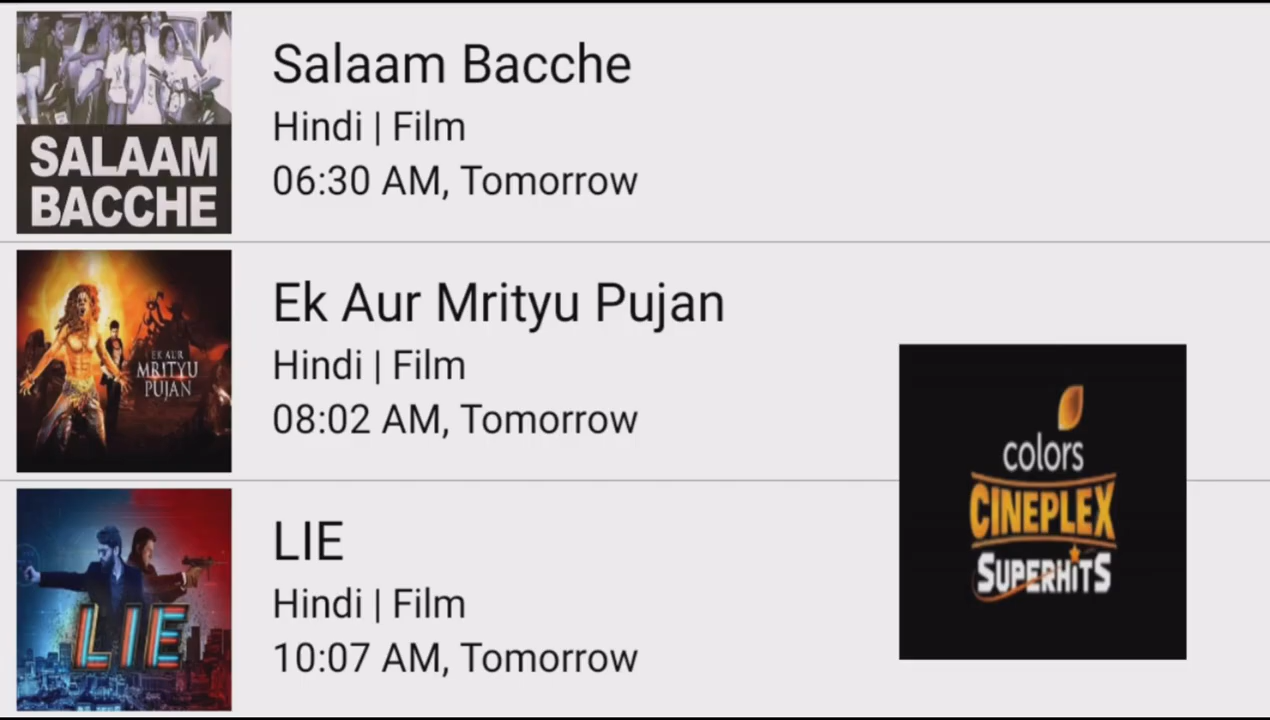 SALAAM
BACCHE
Salaam Bacche
Hindi | Film
06:30 AM, Tomorrow
EK AUR
MRITYU
PUJAN
Ek Aur Mrityu Pujan
Hindi | Film
08:02 AM, Tomorrow
LIE
LIE
Hindi | Film
10:07 AM, Tomorrow
colors
CINEPLEX
SUPERHITS